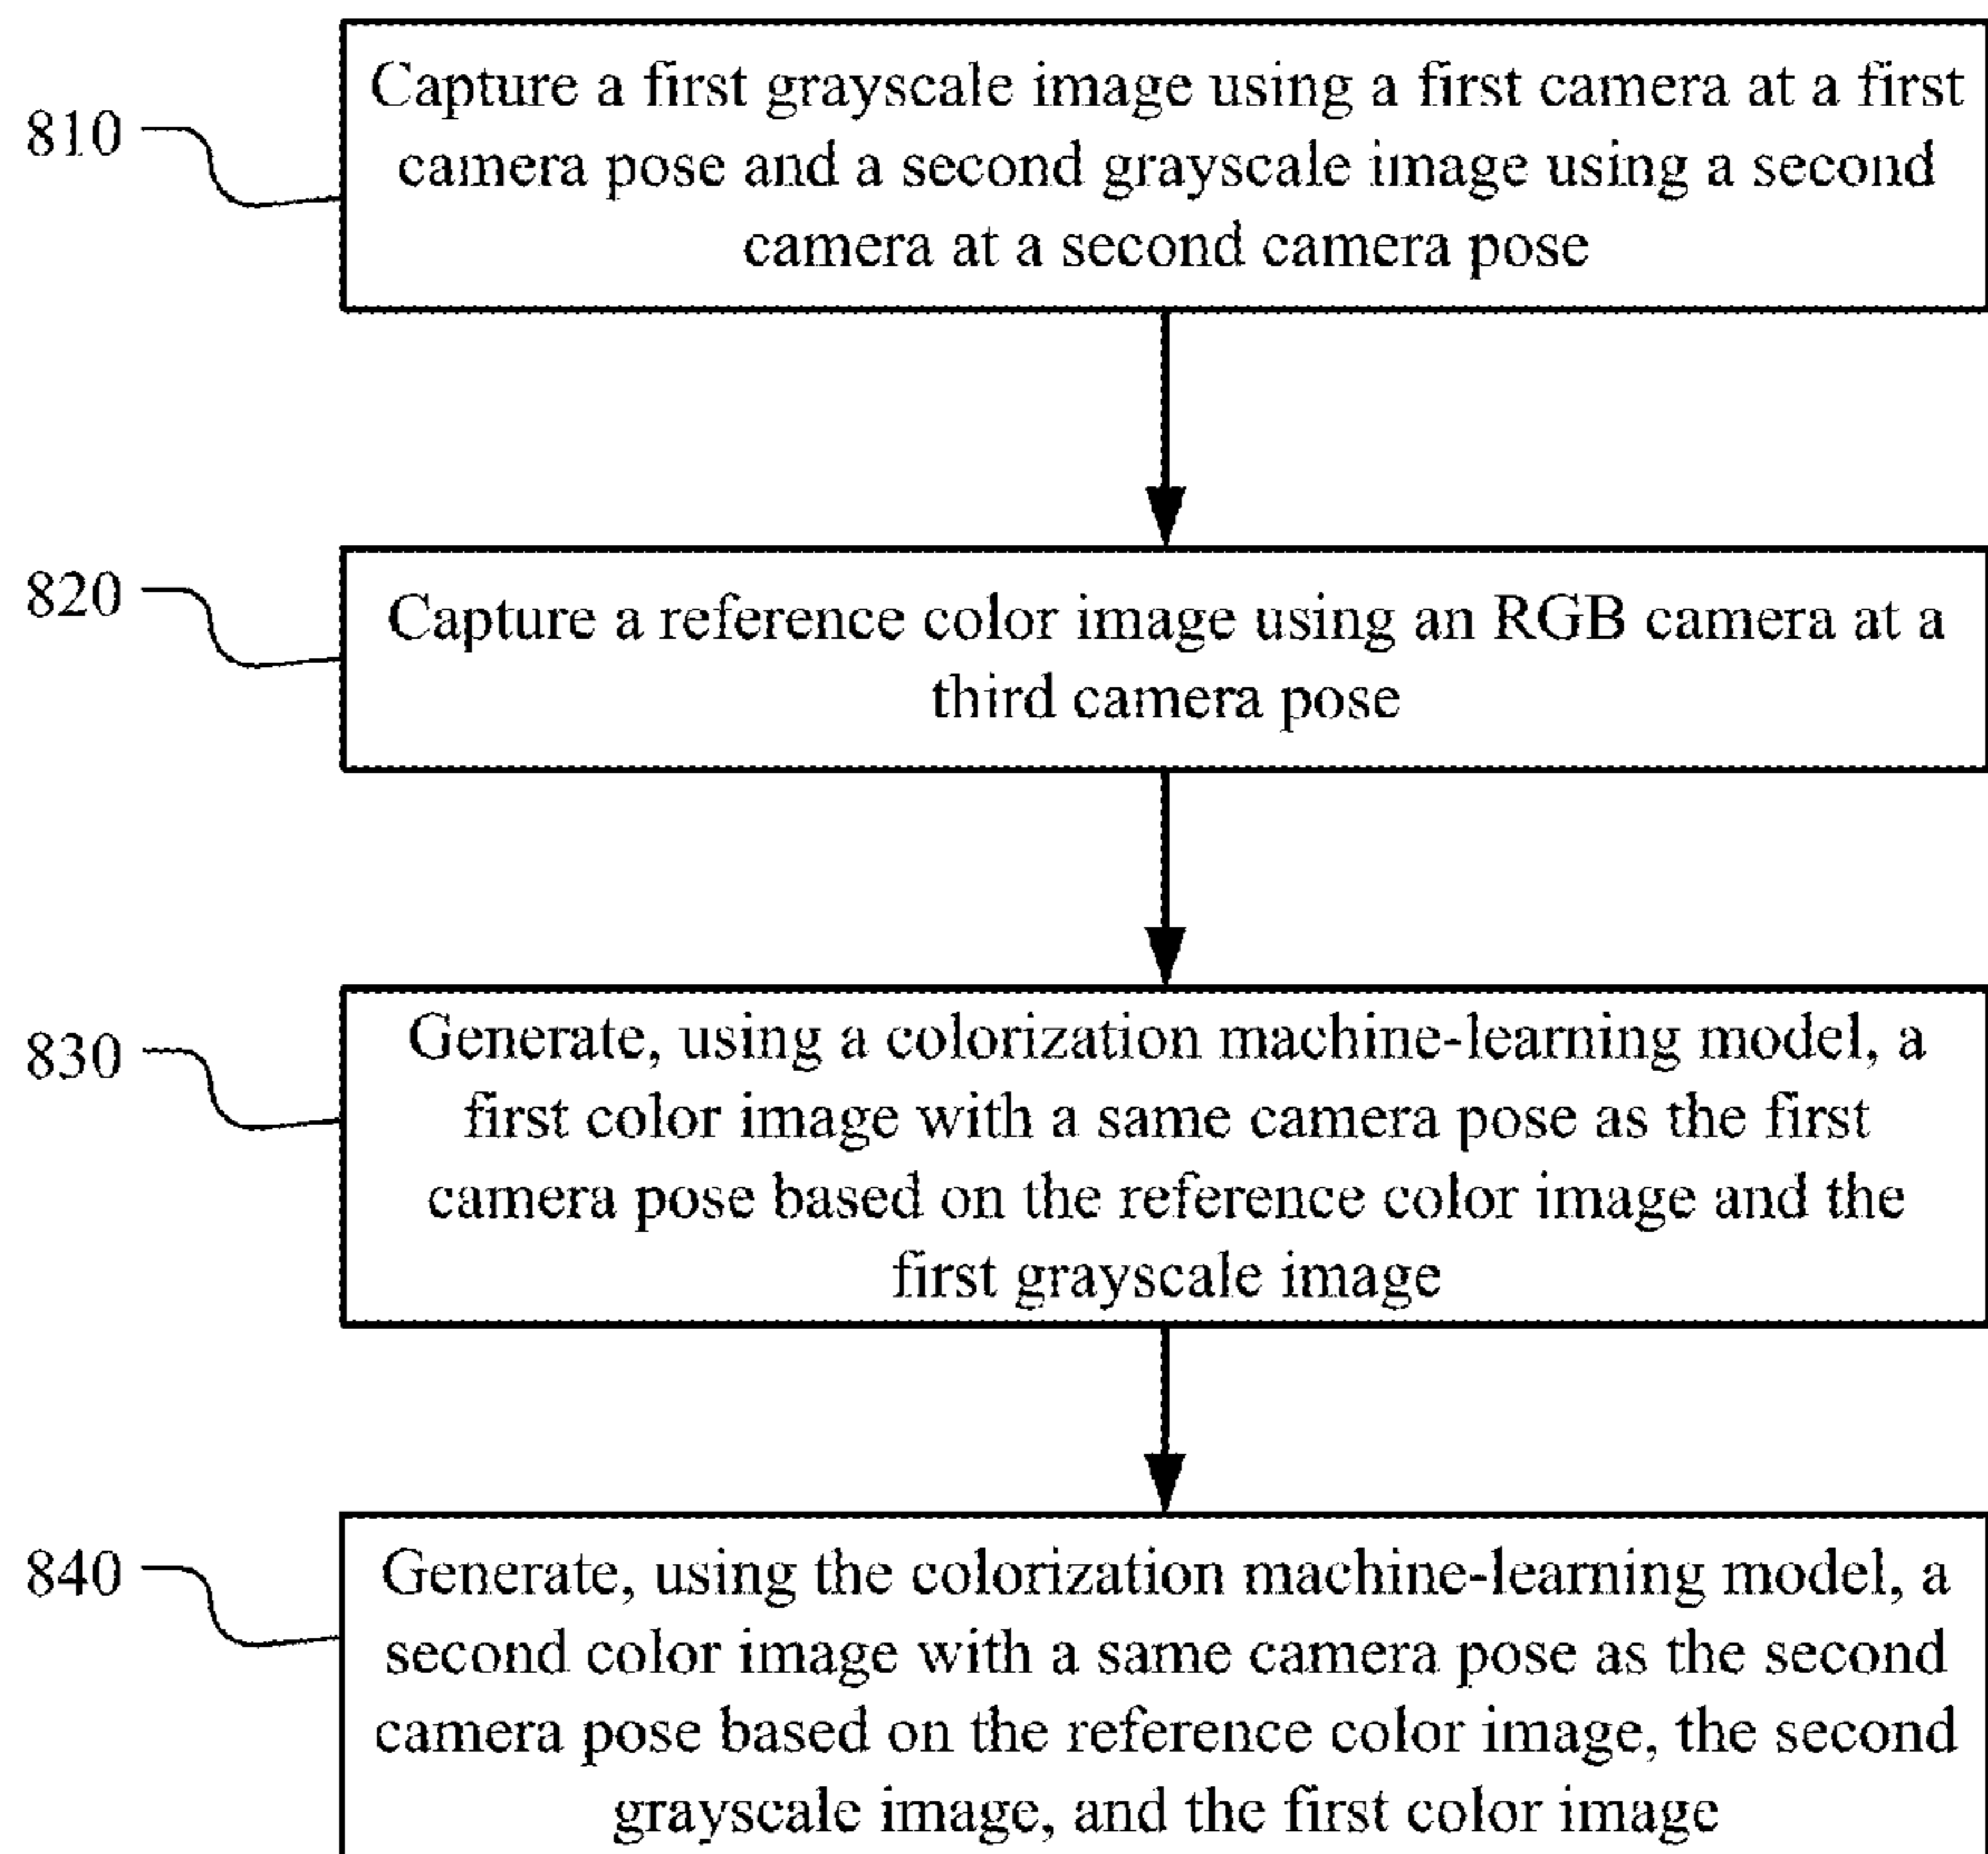 810
Capture a first grayscale image using a first camera at a first
camera pose and a second grayscale image using a second
camera at a second camera pose
820
Capture a reference color image using an RGB camera at a
third camera pose
830
Generate, using a colorization machine-learning model, a
first color image with a same camera pose as the first
camera pose based on the reference color image and the
first grayscale image
840
Generate, using the colorization machine-learning model, a
second color image with a same camera pose as the second
camera pose based on the reference color image, the second
grayscale image, and the first color image